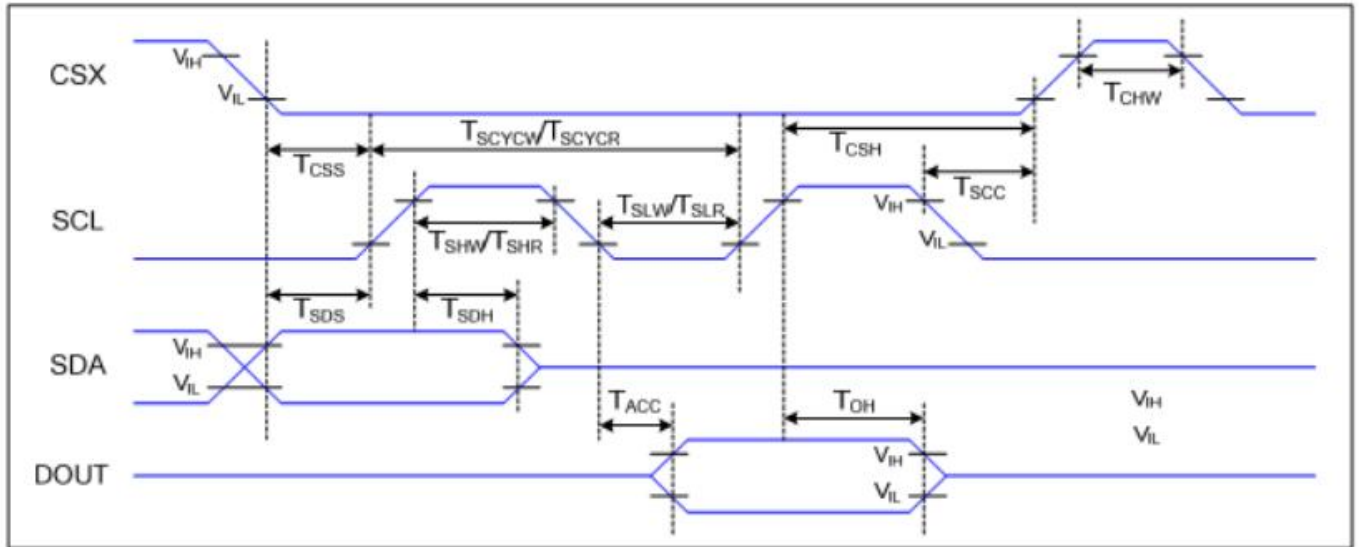 CSX
VIH
VIL
TCHW
TSCYCW/TSCYCR
TCSS
TCSH
TSCC
SCL
TSLW/TSLR
VIH
TSHW/TSHR
VIL
TSDS
TSDH
SDA
VIH
VIL
TACC
TOH
VIH
VIL
DOUT
VIH
VIL